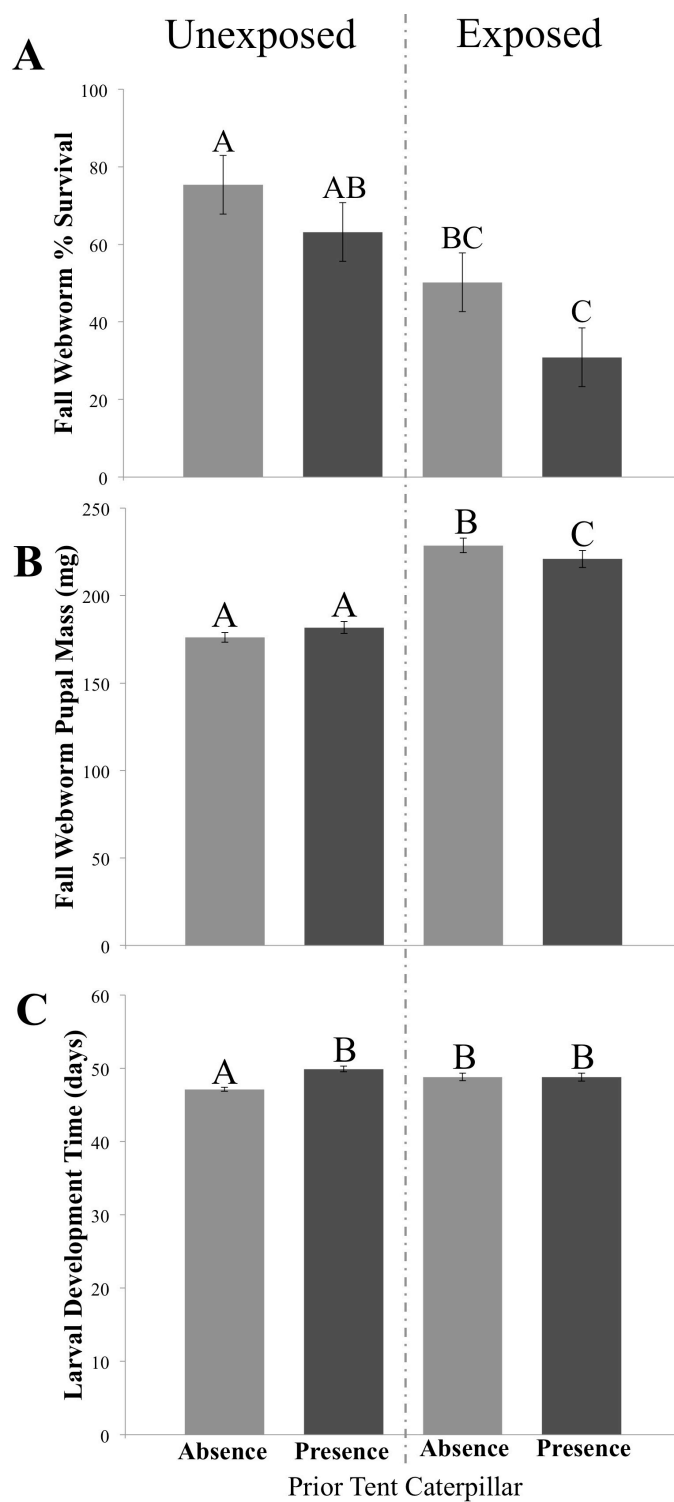 Unexposed Exposed
A
Fall Webworm % Survival
100
80
60
40
20
0
A
AB
BC
C
B
Fall Webworm Pupal Mass (mg)
250
200
150
100
50
0
A
A
B
C
C
Larval Development Time (days)
60
50
40
30
20
10
0
A
B
B
B
Absence Presence Absence Presence
Prior Tent Caterpillar